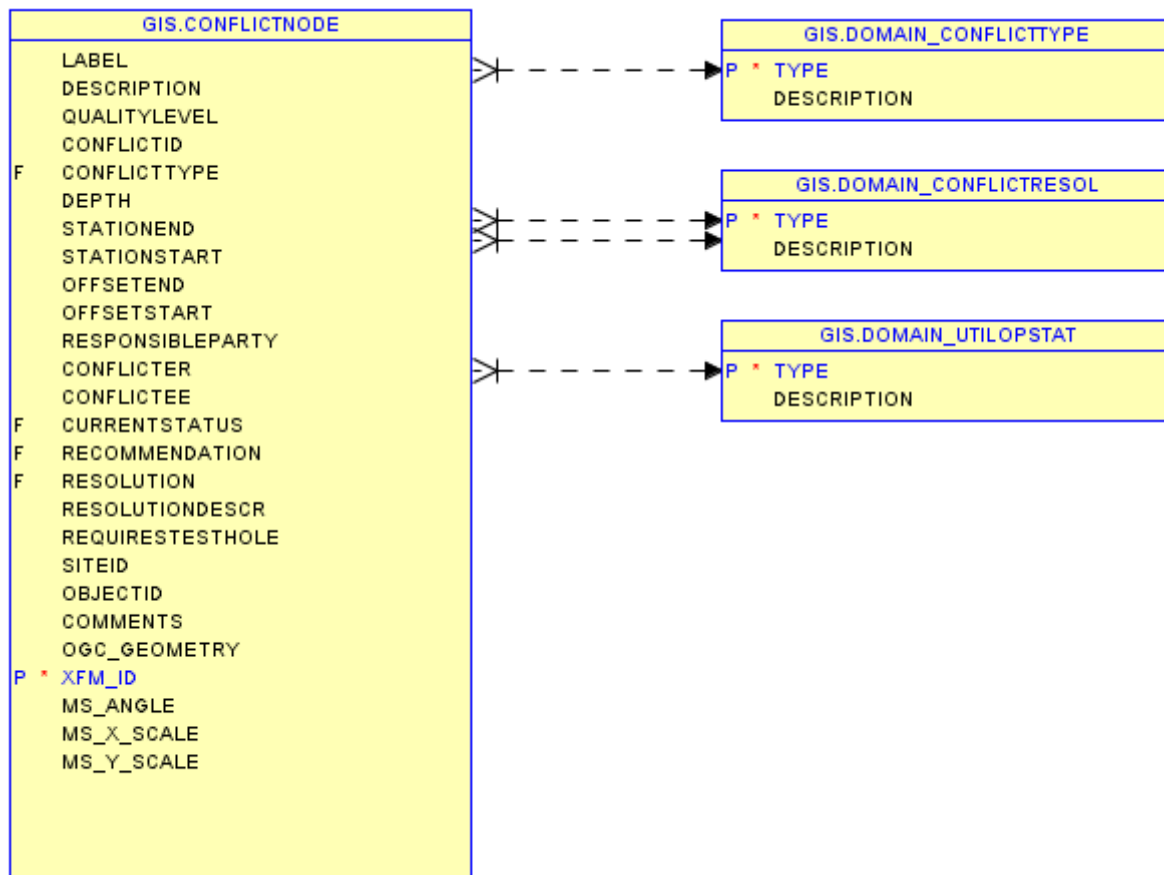 GIS.CONFLICTNODE
LABEL
DESCRIPTION
QUALITYLEVEL
CONFLICTID
F CONFLICTTYPE
DEPTH
STATIONEND
STATIONSTART
OFFSETEND
OFFSETSTART
RESPONSIBLEPARTY
CONFLICTER
CONFLICTEE
F CURRENTSTATUS
F RECOMMENDATION
F RESOLUTION
RESOLUTIONDESCR
REQUIRESTESTHOLE
SITEID
OBJECTID
COMMENTS
OGC_GEOMETRY
P * XFM_ID
MS_ANGLE
MS_X_SCALE
MS_Y_SCALE
GIS.DOMAIN_CONFLICTTYPE
P * TYPE
DESCRIPTION
GIS.DOMAIN_CONFLICTRESOL
P * TYPE
DESCRIPTION
GIS.DOMAIN_UTILOPSTAT
P * TYPE
DESCRIPTION